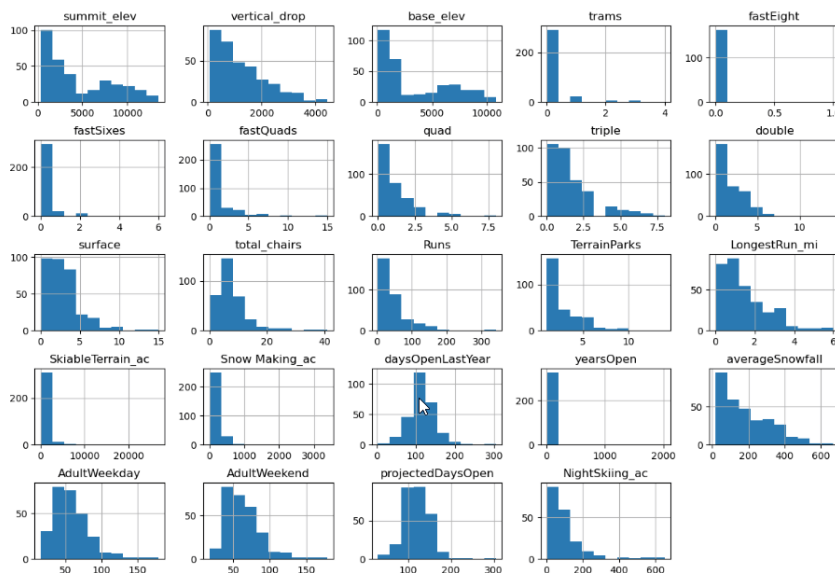 summit_elev vertical_drop base_elev trams fastEight
100 100
50 50 50 200 100
0 0 0 0 0
0 5000 10000 0 2000 4000 0 5000 10000 0 2 4 0.0 0.5
fastSixes fastQuads quad triple double
200 200 100 100 100
100 50
0 0 0 0 0
0 2 4 6 0 5 10 15 0.0 2.5 5.0 7.5 0.0 2.5 5.0 7.5 0 5 10
surface total_chairs Runs TerrainParks LongestRun_mi
100 100 100 100
50 50
0 0 0 0 0
0 5 10 15 0 20 40 0 100 200 300 5 10 0 2 4 6
SkiableTerrain_ac Snow Making_ac daysOpenLastYear yearsOpen averageSnowfall
200 200 100 200 50
50
0 0 0 0 0
0 10000 20000 0 1000 2000 3000 0 100 200 300 0 1000 2000 0 200 400 600
AdultWeekday AdultWeekend projectedDaysOpen NightSkiing_ac
50 50 50 50
0 0 0 0
50 100 150 50 100 150 100 200 300 0 200 400 600